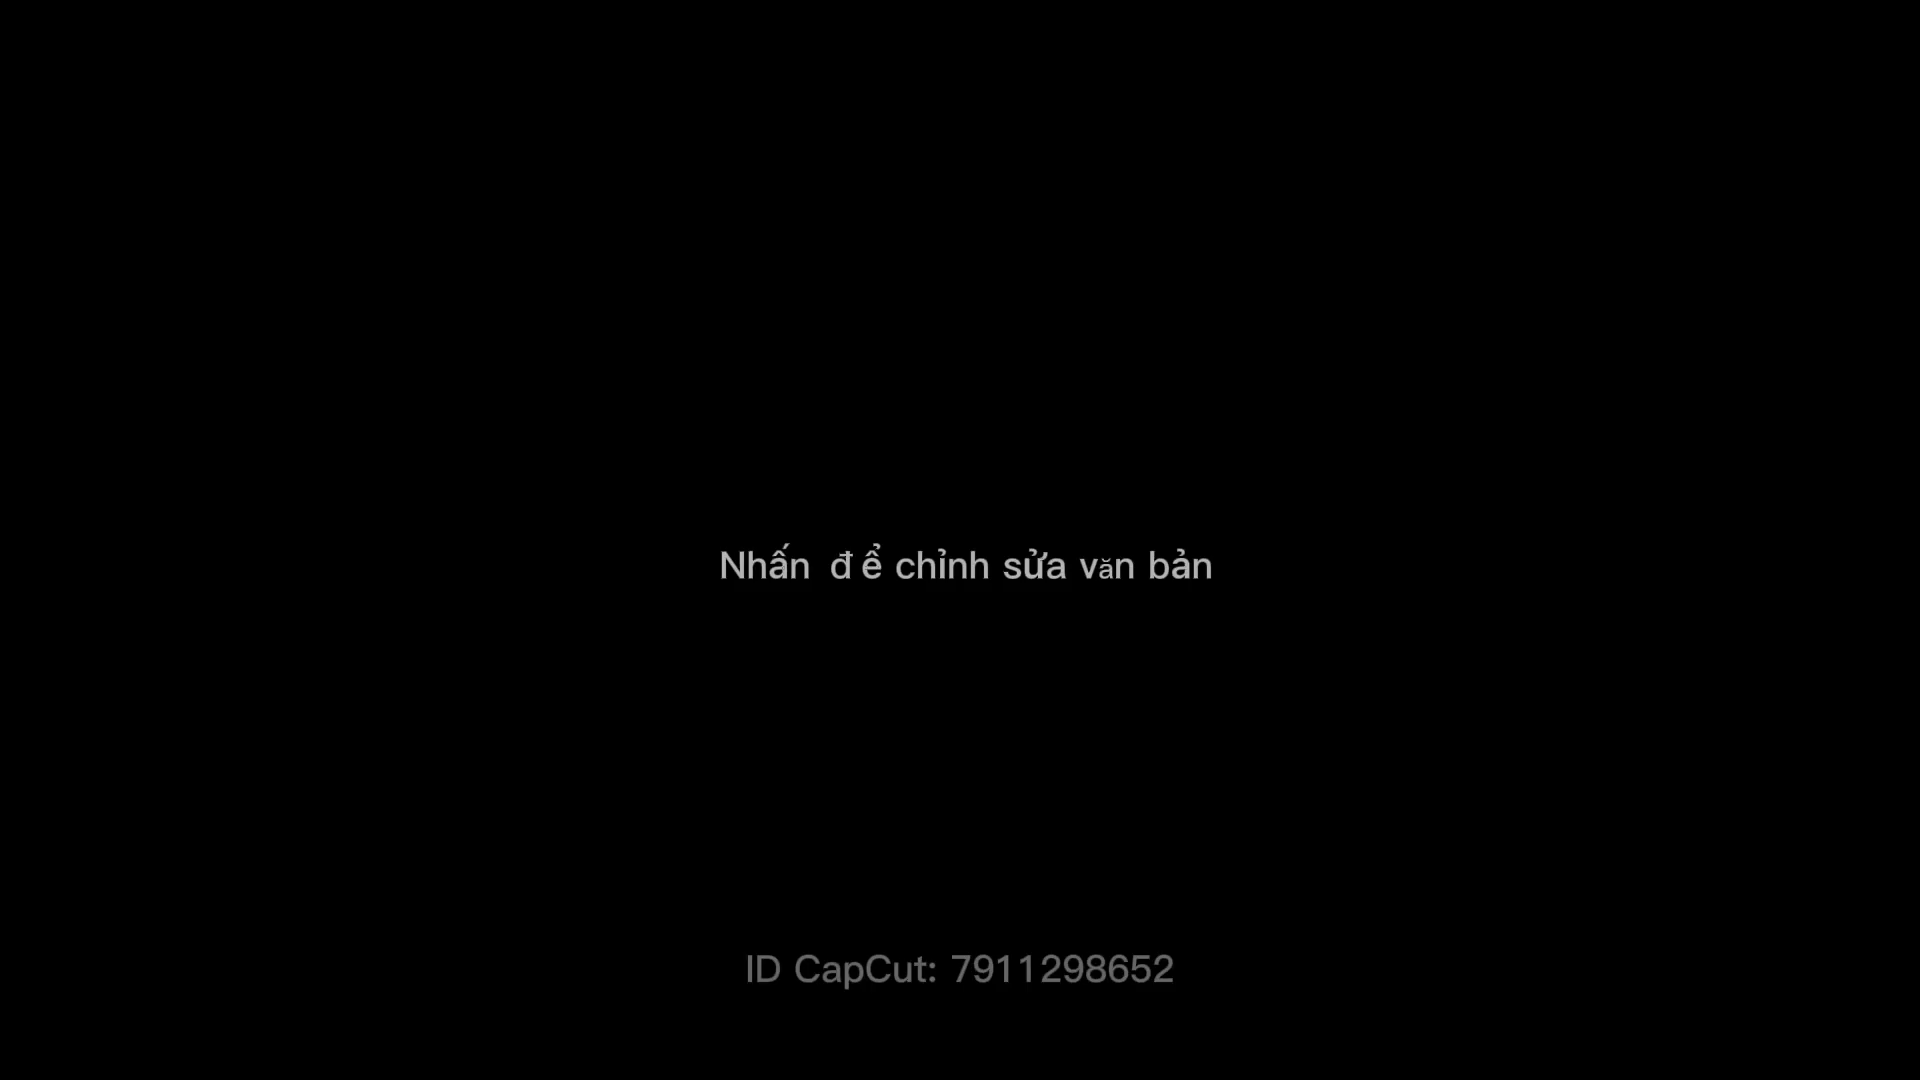 Nhấn để chỉnh sửa văn bản
ID CapCut: 7911298652